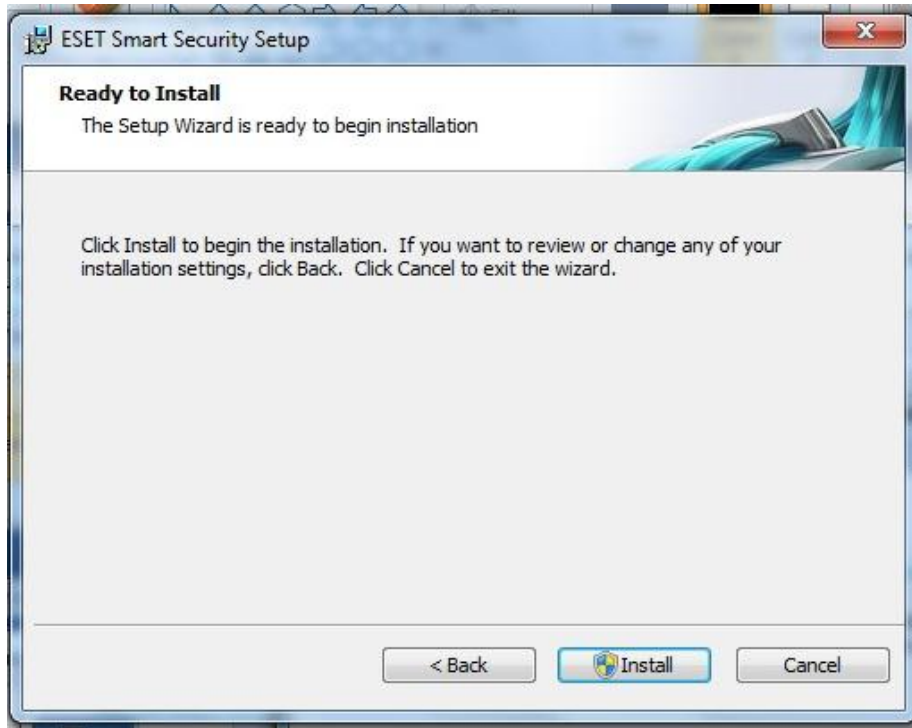 ESET Smart Security Setup
Ready to Install
The Setup Wizard is ready to begin installation
Click Install to begin the installation.  If you want to review or change any of your
installation settings, click Back.  Click Cancel to exit the wizard.
< Back
Install
Cancel